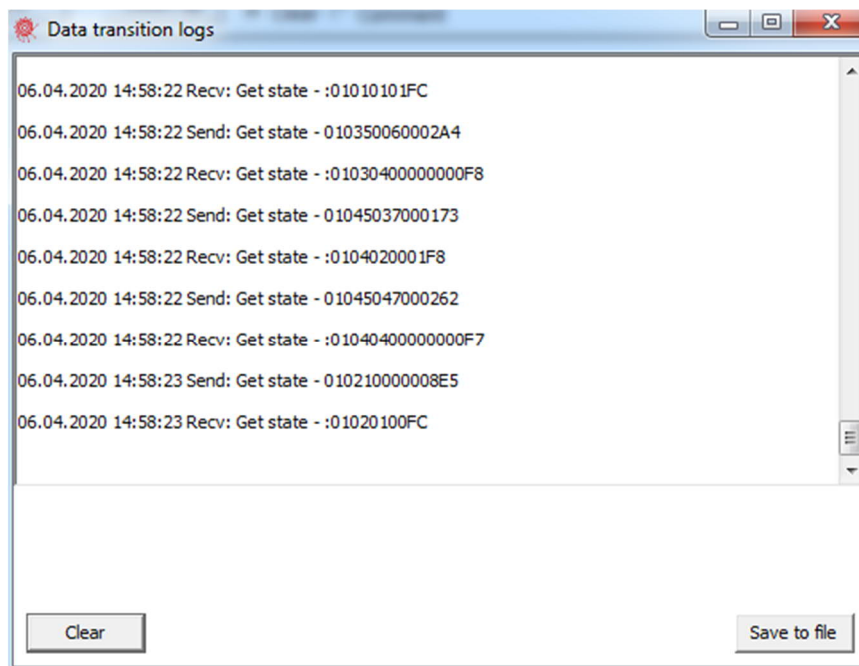 Data transition logs
06.04.2020 14:58:22 Recv: Get state - :01010101FC
06.04.2020 14:58:22 Send: Get state - 010350060002A4
06.04.2020 14:58:22 Recv: Get state - :01030400000000F8
06.04.2020 14:58:22 Send: Get state - 01045037000173
06.04.2020 14:58:22 Recv: Get state - :0104020001F8
06.04.2020 14:58:22 Send: Get state - 01045047000262
06.04.2020 14:58:22 Recv: Get state - :01040400000000F7
06.04.2020 14:58:23 Send: Get state - 010210000008E5
06.04.2020 14:58:23 Recv: Get state - :01020100FC
Clear
Save to file